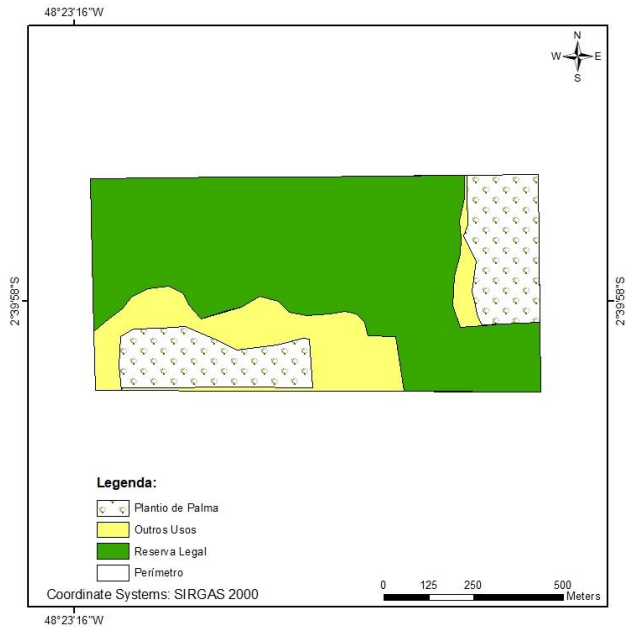 48°23'16"W
N
W E
S
2°39'58"S
2°39'58"S
Legenda:
Plantio de Palma
Outros Usos
Reserva Legal
Perímetro
Coordinate Systems: SIRGAS 2000
0 125 250 500
Meters
48°23'16"W